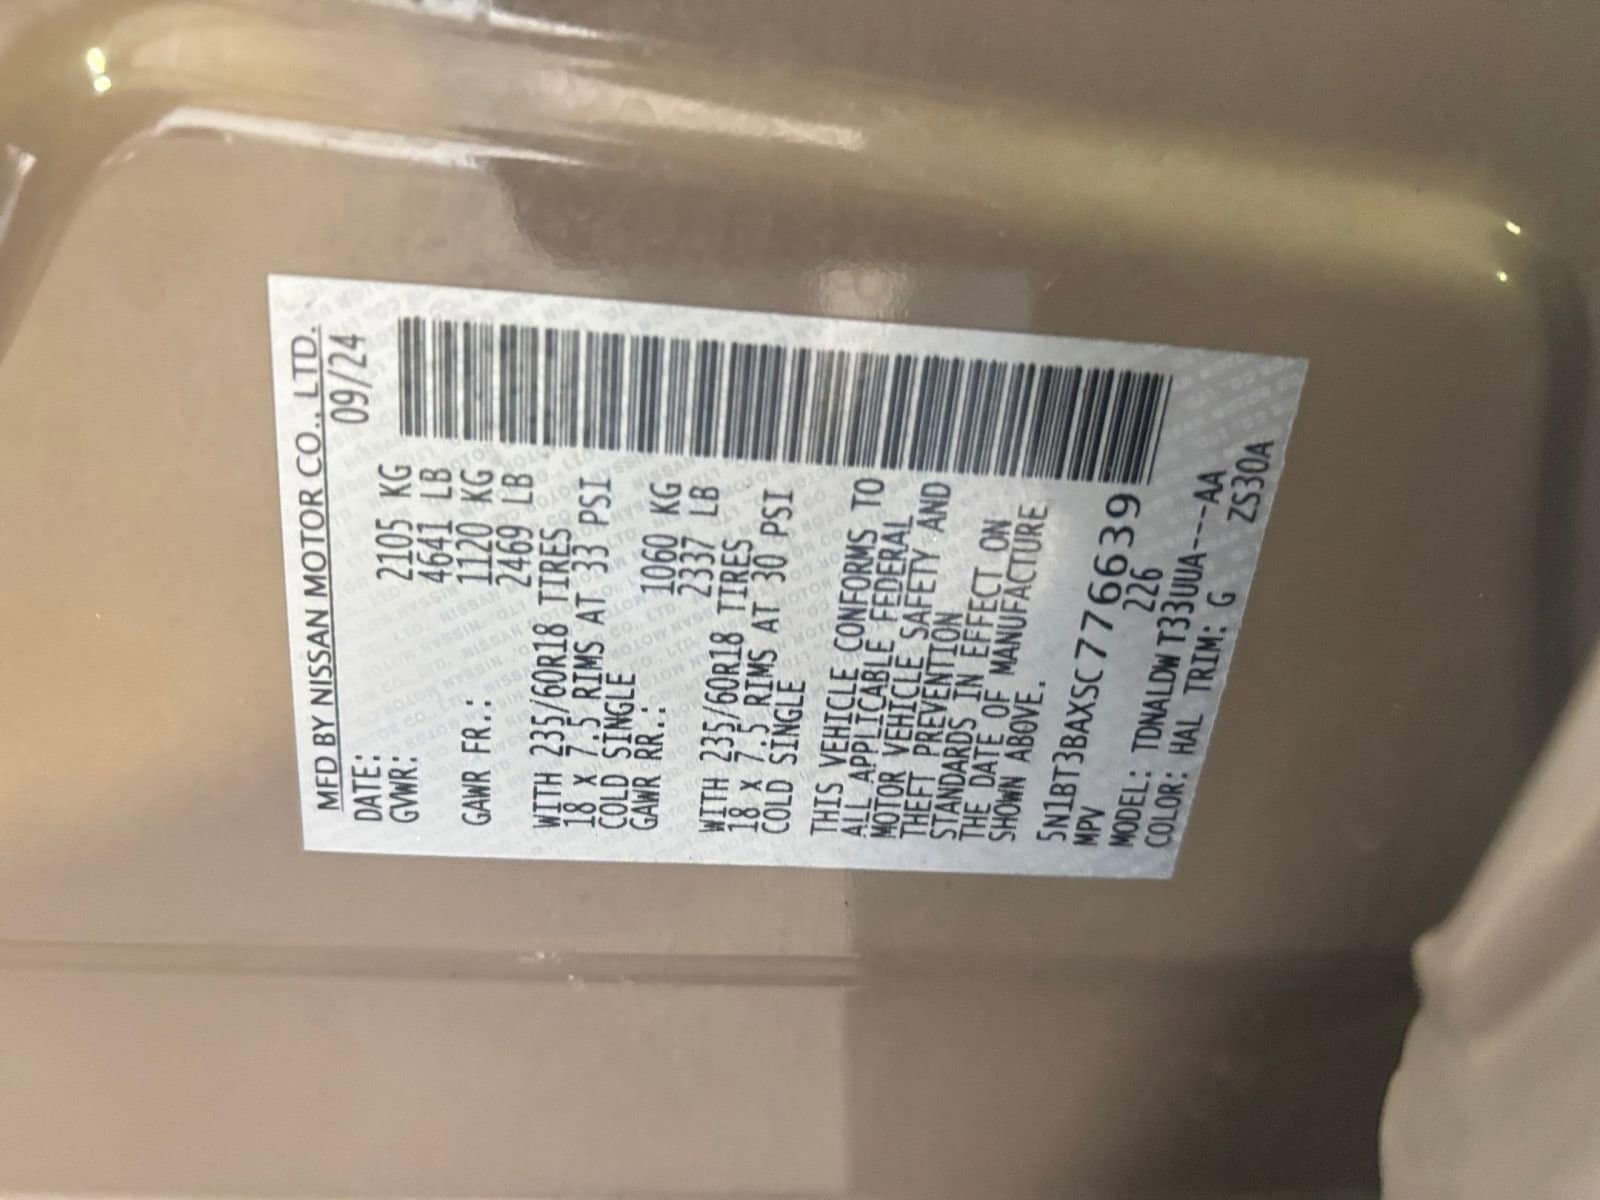 MFD BY NISSAN MOTOR CO., LTD.
DATE: 09/24
GVWR: 2105 KG
4641 LB
GAWR FR.: 1120 KG
2469 LB
WITH 235/60R18 TIRES
18 X 7.5 RIMS AT 33 PSI
COLD SINGLE
GAWR RR.: 1060 KG
2337 LB
WITH 235/60R18 TIRES
18 X 7.5 RIMS AT 30 PSI
COLD SINGLE
THIS VEHICLE CONFORMS TO
ALL APPLICABLE FEDERAL
MOTOR VEHICLE SAFETY AND
THEFT PREVENTION
STANDARDS IN EFFECT ON
THE DATE OF MANUFACTURE
SHOWN ABOVE.
5N1BT3BAXSC776639
MPV 226
MODEL: TDNALDW T33UUA---AA
COLOR: HAL TRIM: G ZS30A